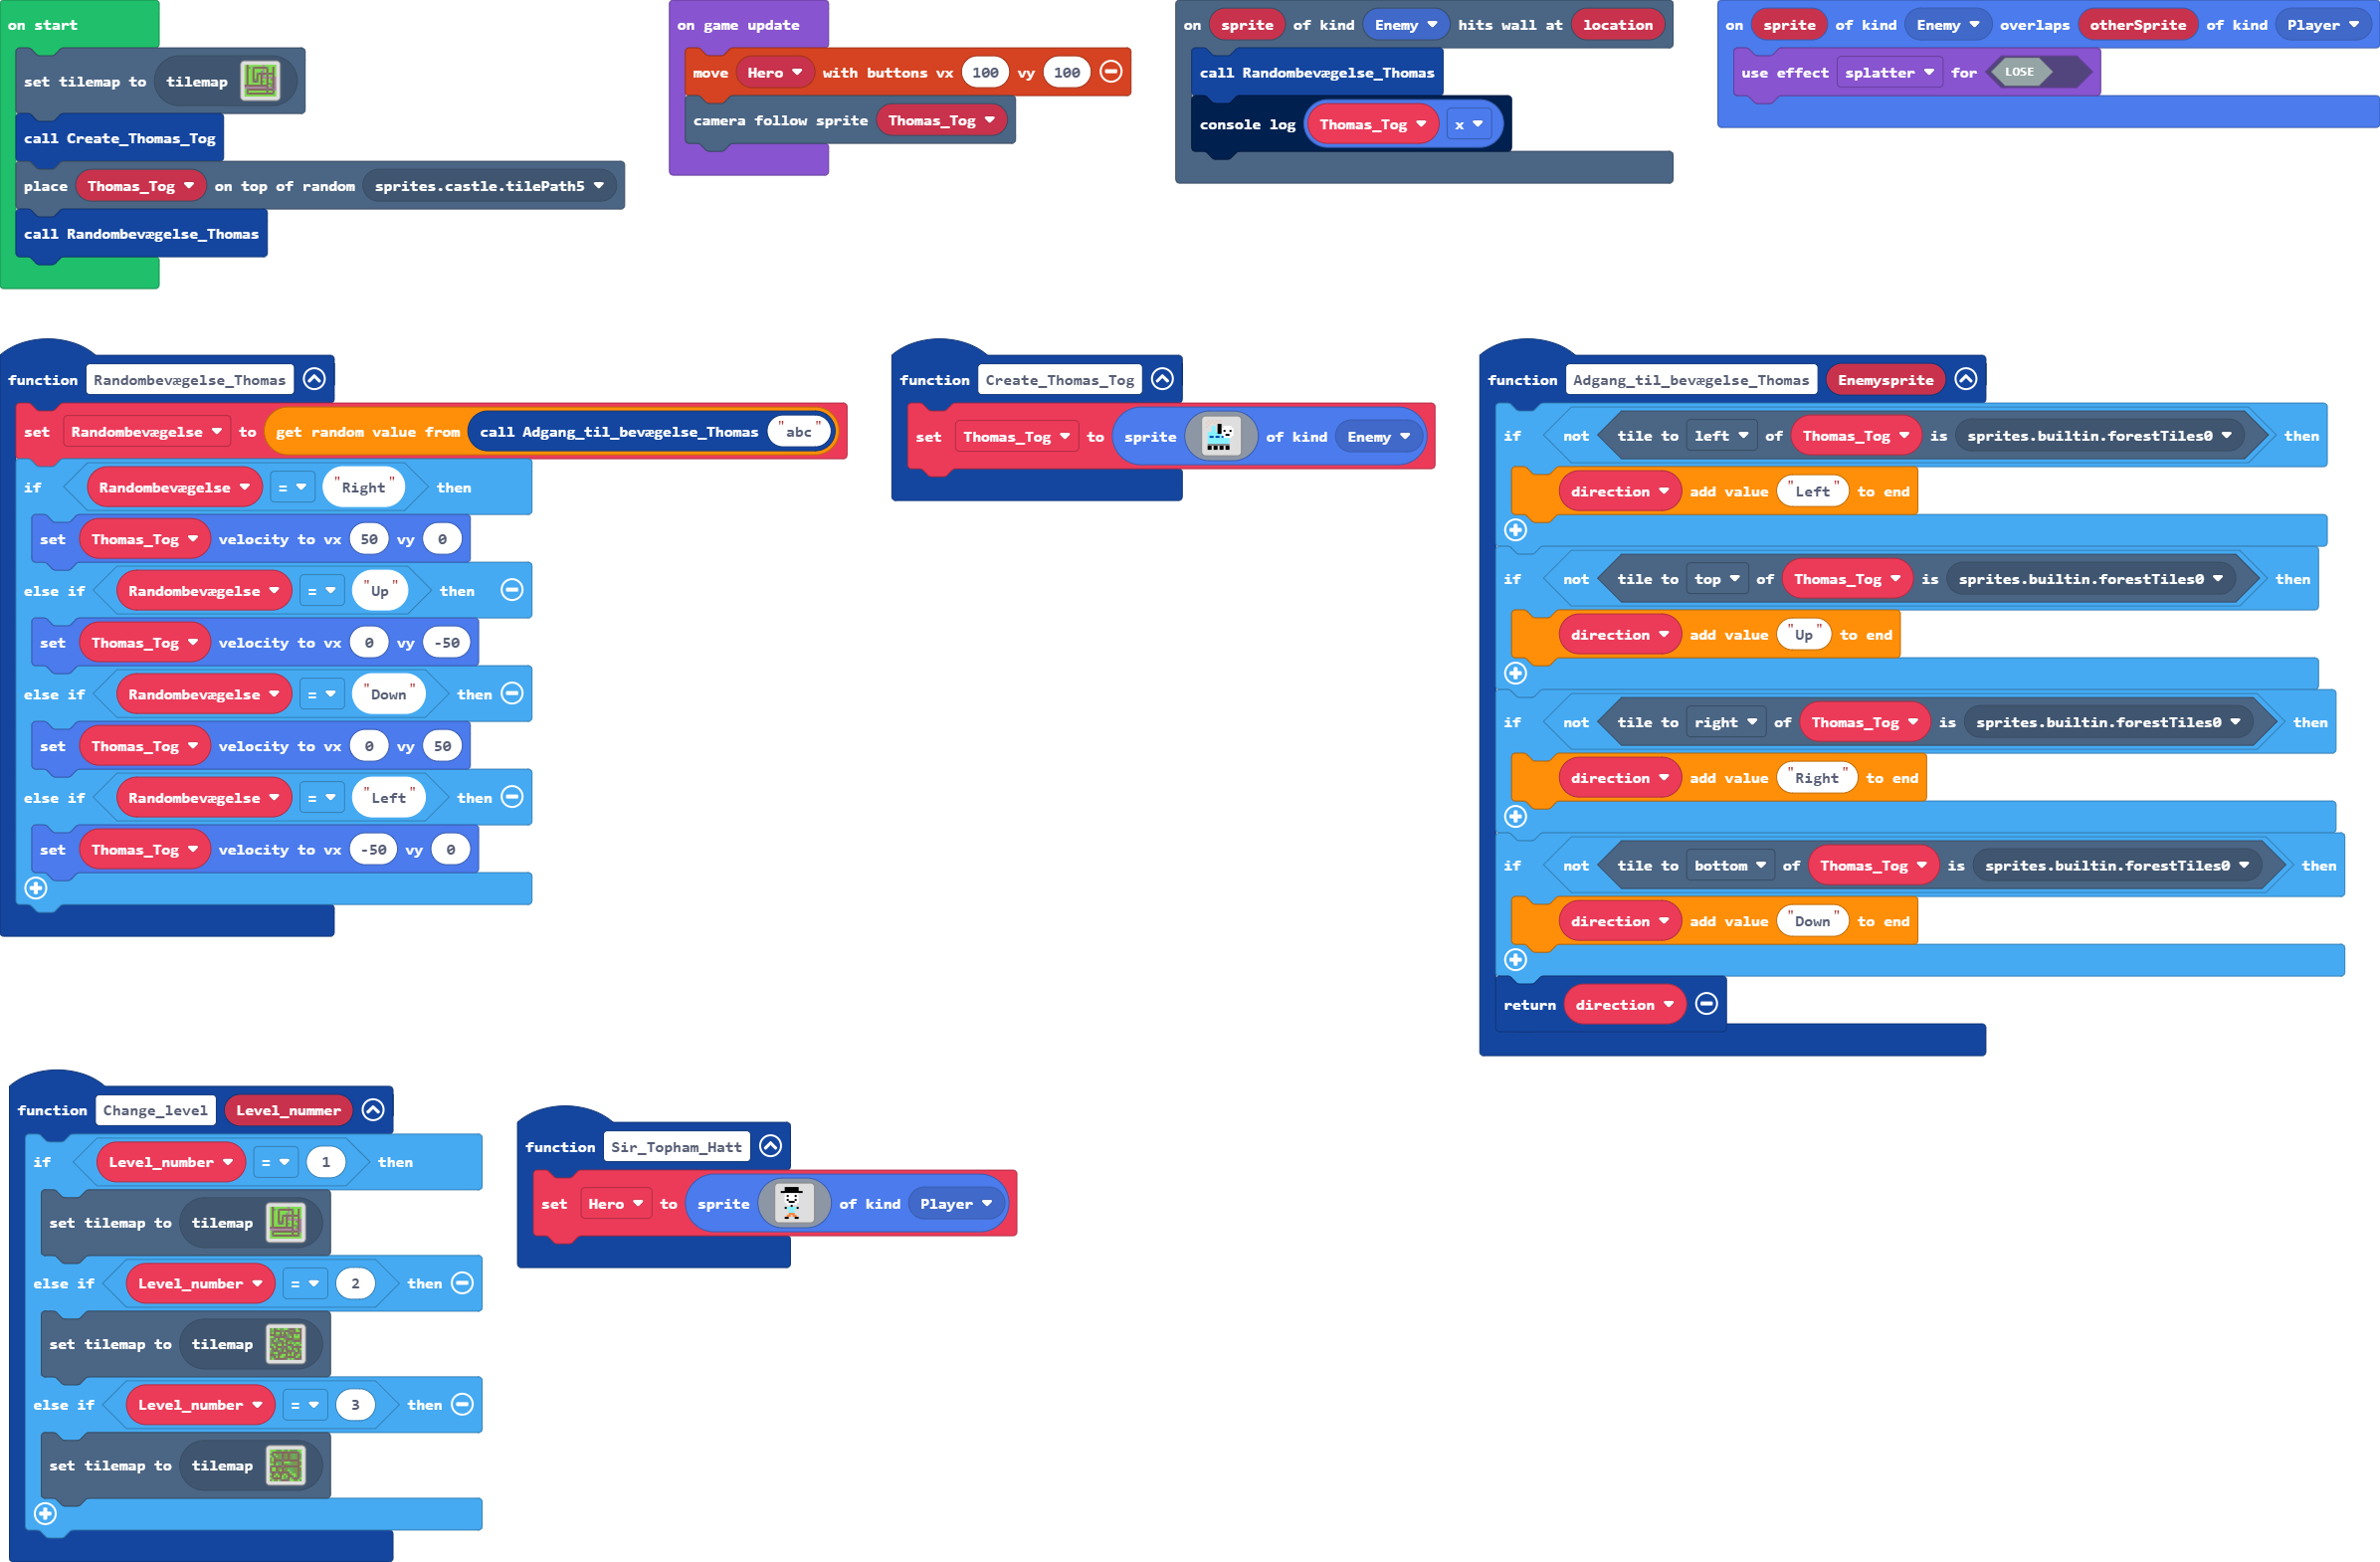 on start
set tilemap to tilemap
call Create_Thomas_Tog
place Thomas_Tog on top of random sprites.castle.tilePath5
call Randombevægelse_Thomas
on game update
move Hero with buttons vx 100 vy 100
camera follow sprite Thomas_Tog
on sprite of kind Enemy hits wall at location
call Randombevægelse_Thomas
console log Thomas_Tog x
on sprite of kind Enemy overlaps otherSprite of kind Player
use effect splatter for LOSE
function Randombevægelse_Thomas
set Randombevægelse to get random value from call Adgang_til_bevægelse_Thomas "abc"
if Randombevægelse = "Right" then
set Thomas_Tog velocity to vx 50 vy 0
else if Randombevægelse = "Up" then
set Thomas_Tog velocity to vx 0 vy -50
else if Randombevægelse = "Down" then
set Thomas_Tog velocity to vx 0 vy 50
else if Randombevægelse = "Left" then
set Thomas_Tog velocity to vx -50 vy 0
function Create_Thomas_Tog
set Thomas_Tog to sprite of kind Enemy
function Adgang_til_bevægelse_Thomas Enemysprite
if not tile to left of Thomas_Tog is sprites.builtin.forestTiles0 then
direction add value "Left" to end
if not tile to top of Thomas_Tog is sprites.builtin.forestTiles0 then
direction add value "Up" to end
if not tile to right of Thomas_Tog is sprites.builtin.forestTiles0 then
direction add value "Right" to end
if not tile to bottom of Thomas_Tog is sprites.builtin.forestTiles0 then
direction add value "Down" to end
return direction
function Change_level Level_nummer
if Level_number = 1 then
set tilemap to tilemap
else if Level_number = 2 then
set tilemap to tilemap
else if Level_number = 3 then
set tilemap to tilemap
function Sir_Topham_Hatt
set Hero to sprite of kind Player